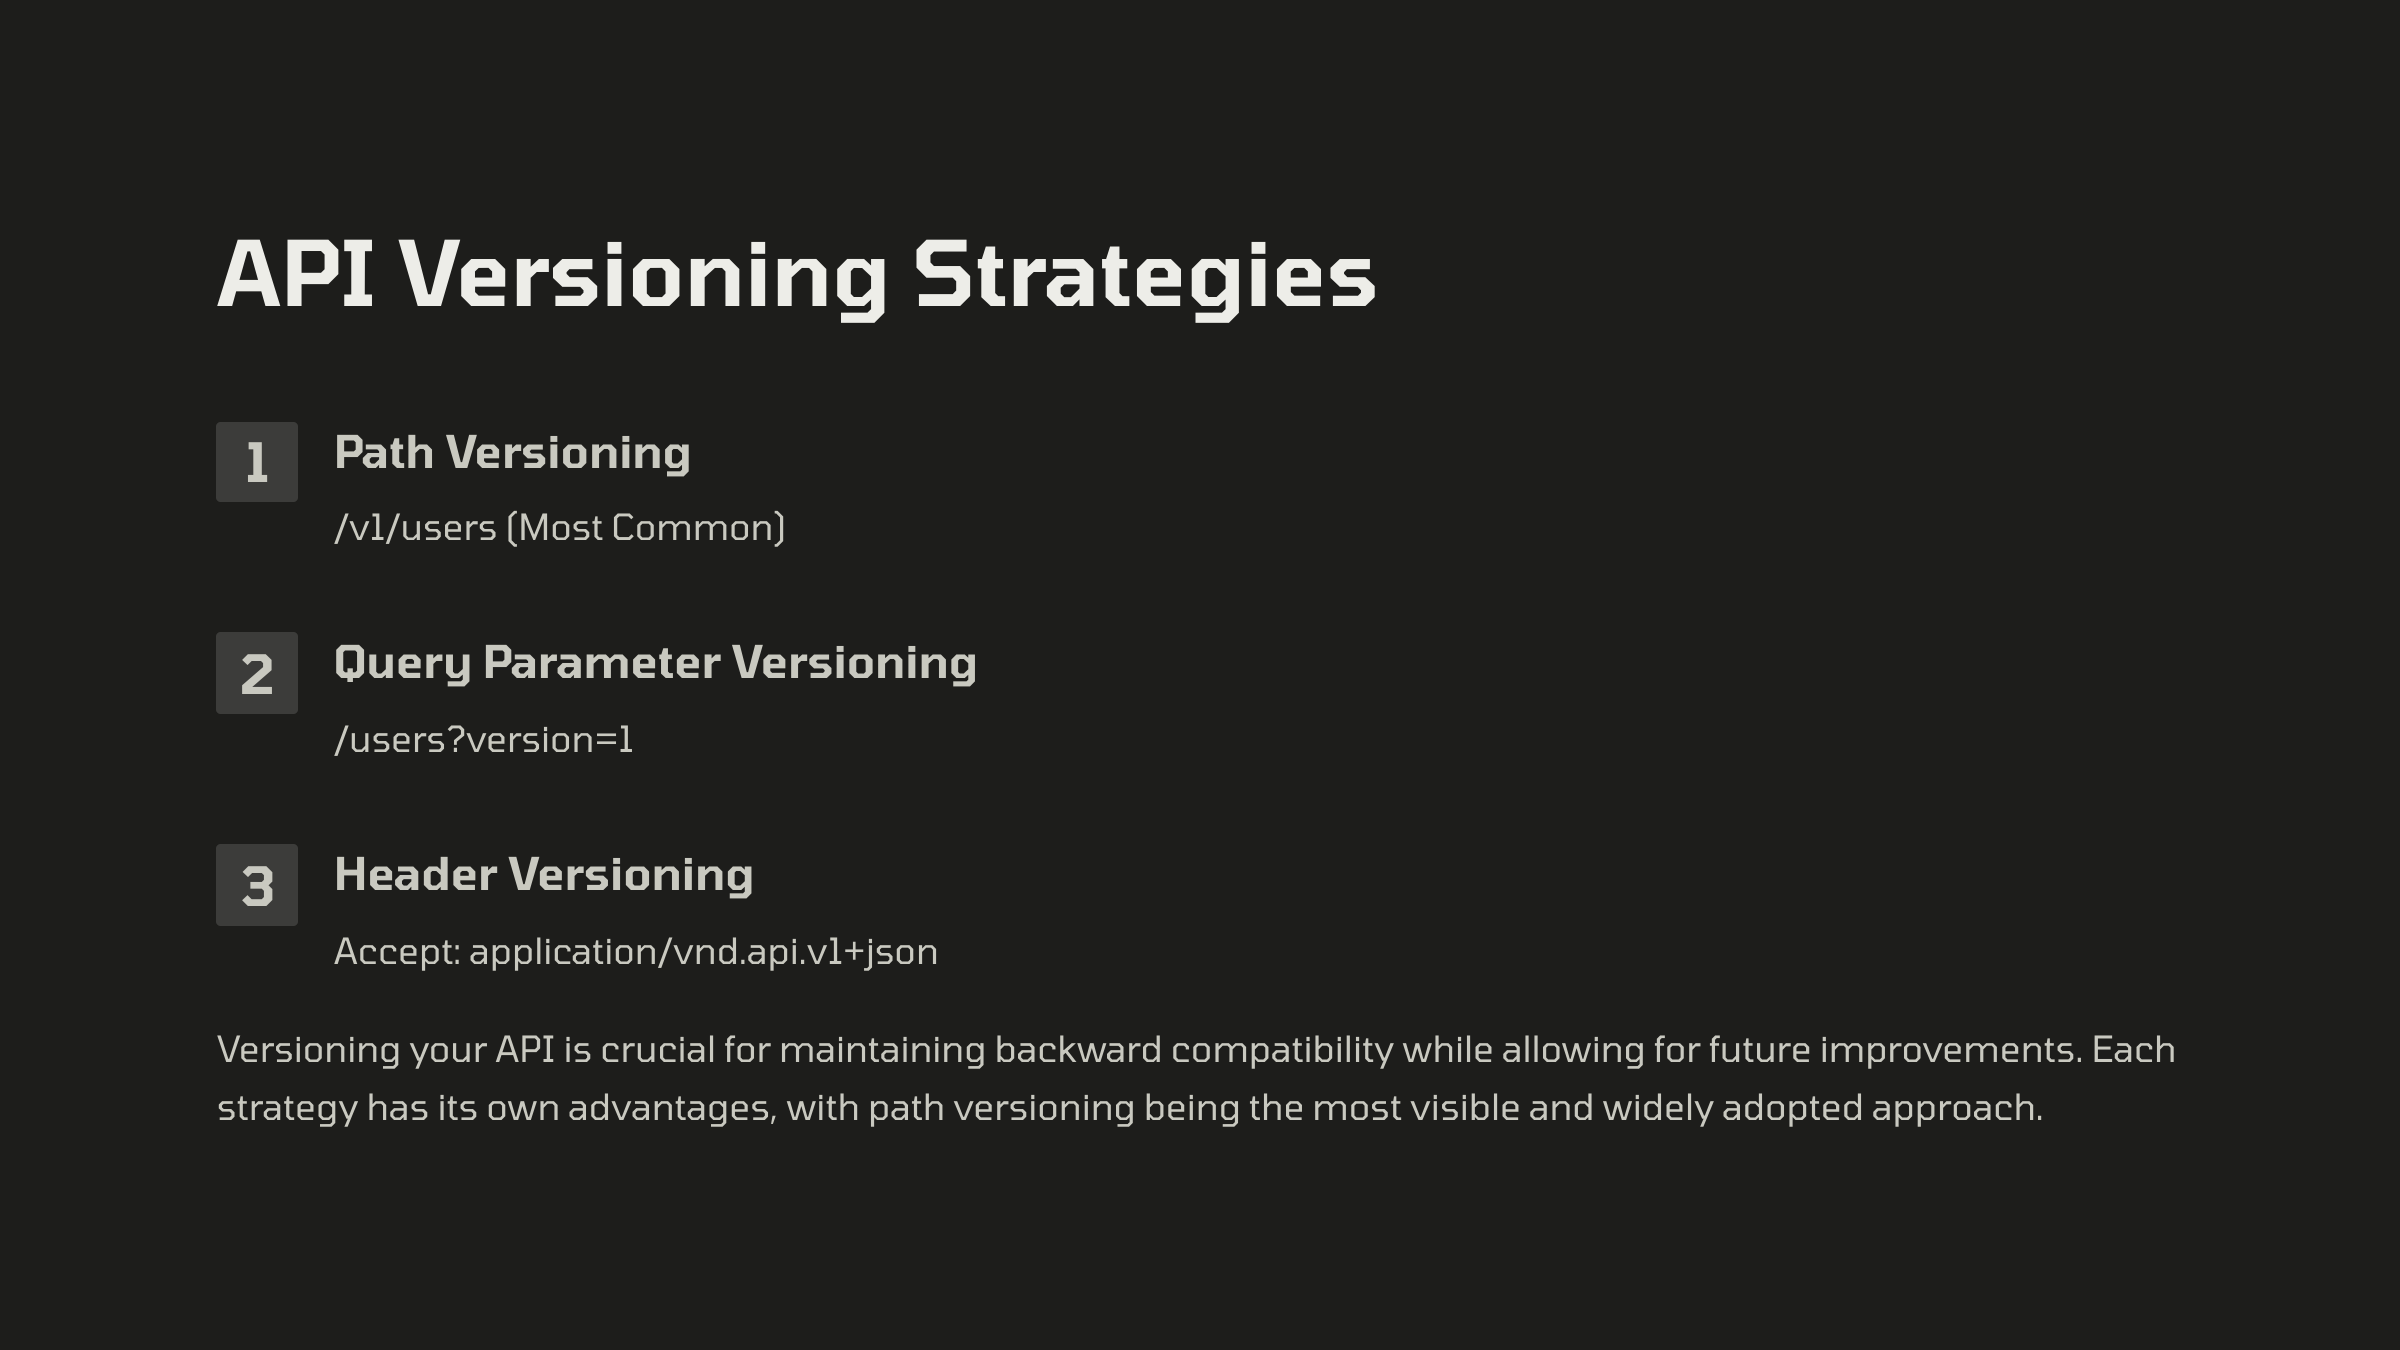 API Versioning Strategies
1
Path Versioning
/v1/users (Most Common)
2
Query Parameter Versioning
/users?version=1
3
Header Versioning
Accept: application/vnd.api.v1+json
Versioning your API is crucial for maintaining backward compatibility while allowing for future improvements. Each
strategy has its own advantages, with path versioning being the most visible and widely adopted approach.